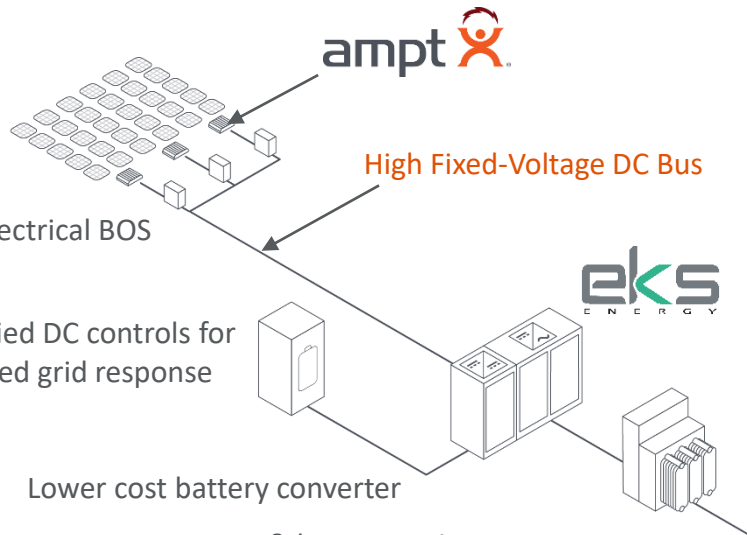 ampt
High Fixed-Voltage DC Bus
ectrical BOS
eks
ENERGY
ied DC controls for
ed grid response
Lower cost battery converter